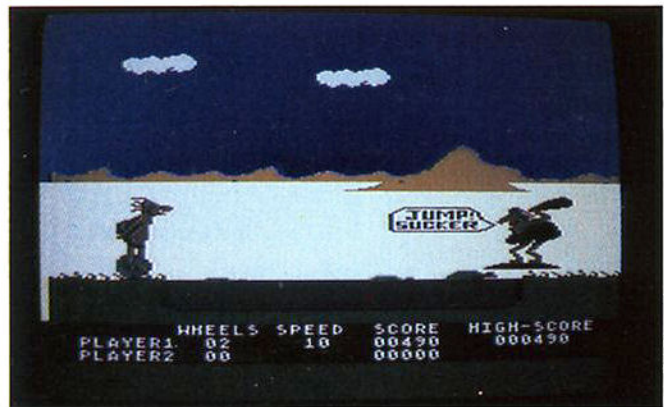 JUMP!
SUCKER
WHEELS SPEED SCORE HIGH-SCORE
PLAYER1 02 10 00490 000490
PLAYER2 00 00000